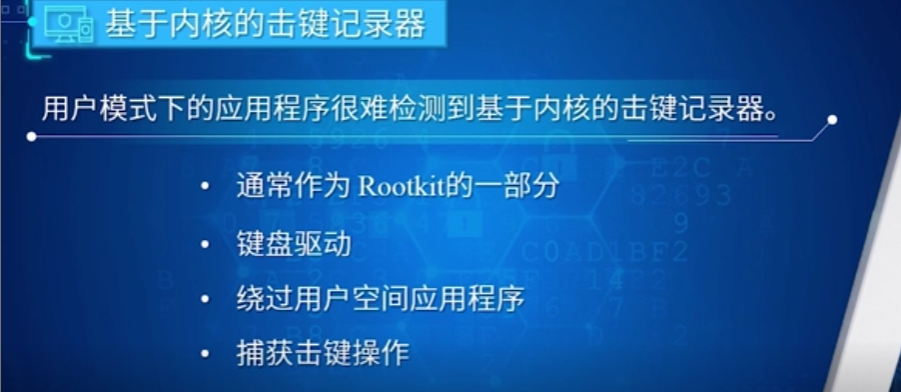 基于内核的击键记录器
用户模式下的应用程序很难检测到基于内核的击键记录器。
• 通常作为 Rootkit的一部分
• 键盘驱动
• 绕过用户空间应用程序
• 捕获击键操作